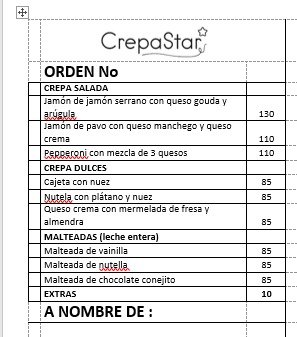 CrepaStar
ORDEN No
CREPA SALADA
Jamón de jamón serrano con queso gouda y
arúgula 130
Jamón de pavo con queso manchego y queso
crema 110
Pepperoni con mezcla de 3 quesos 110
CREPA DULCES
Cajeta con nuez 85
Nutela con plátano y nuez 85
Queso crema con mermelada de fresa y
almendra 85
MALTEADAS (leche entera)
Malteada de vainilla 85
Malteada de nutella 85
Malteada de chocolate conejito 85
EXTRAS 10
A NOMBRE DE :